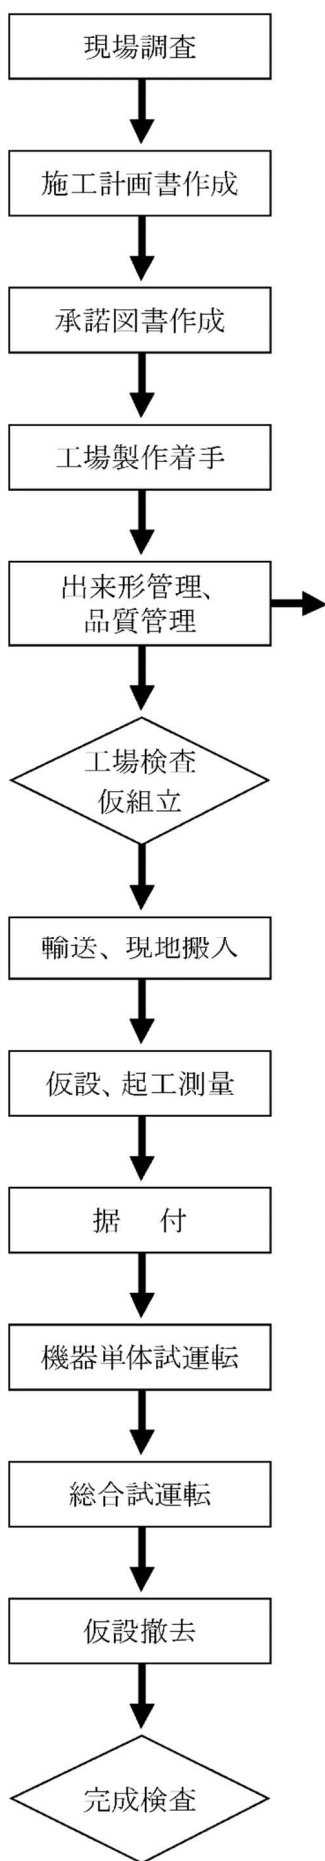 現場調査
施工計画書作成
承諾図書作成
工場製作着手
出来形管理、
品質管理
工場検査
仮組立
輸送、現地搬入
仮設、起工測量
据　付
機器単体試運転
総合試運転
仮設撤去
完成検査